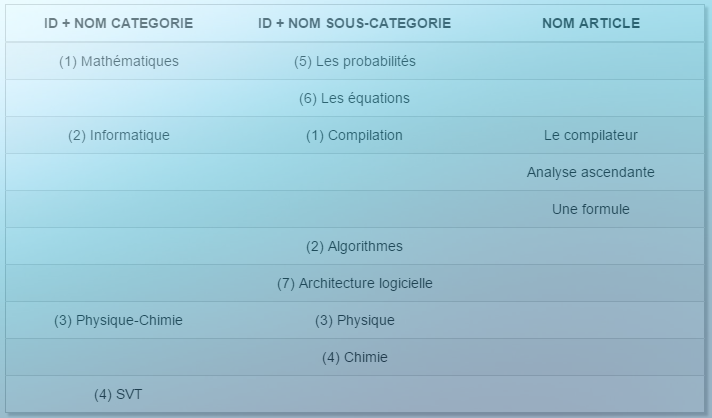 ID + NOM CATEGORIE ID + NOM SOUS-CATEGORIE NOM ARTICLE
(1) Mathématiques (5) Les probabilités
(6) Les équations
(2) Informatique (1) Compilation Le compilateur
Analyse ascendante
Une formule
(2) Algorithmes
(7) Architecture logicielle
(3) Physique-Chimie (3) Physique
(4) Chimie
(4) SVT